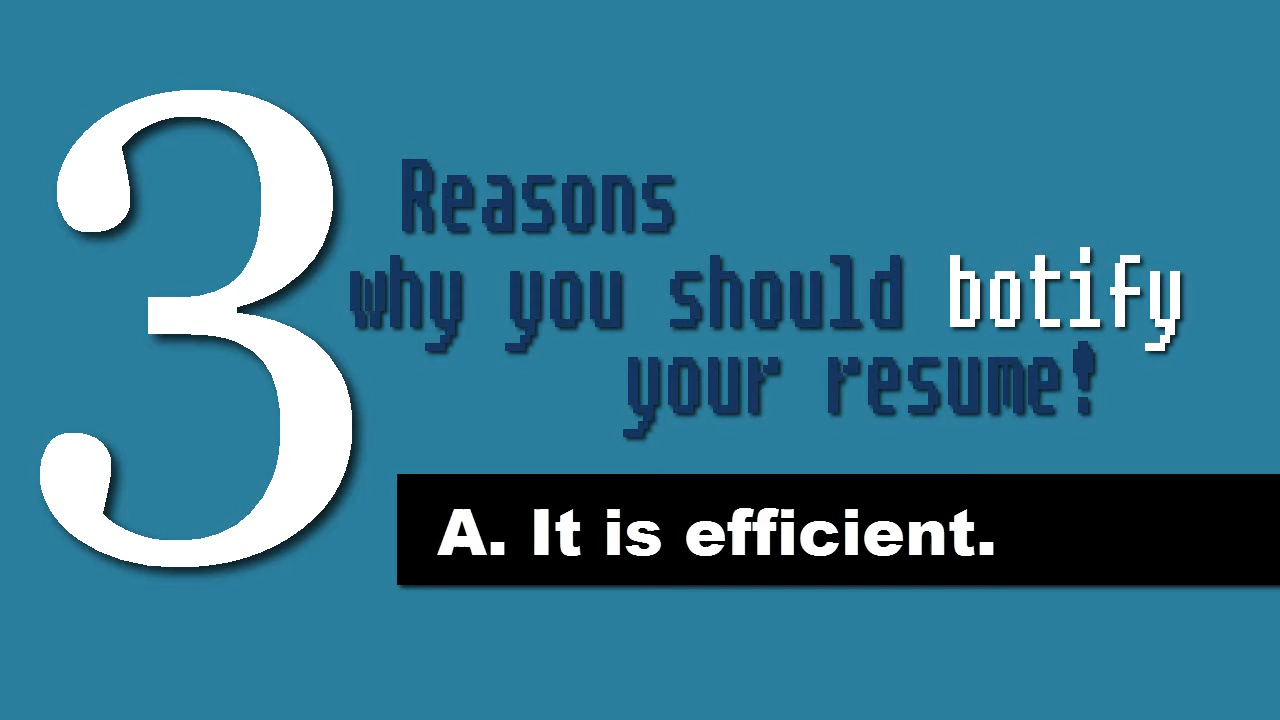 3 Reasons
why you should botify
your resume!
A. It is efficient.